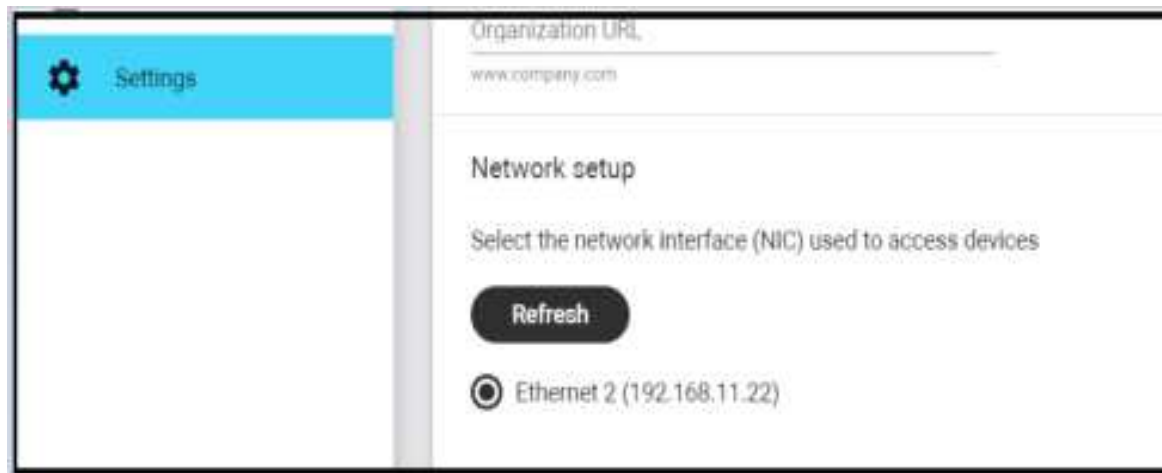 Organization URL
Settings
www.company.com
Network setup
Select the network interface (NIC) used to access devices
Refresh
Ethernet 2 (192.168.11.22)